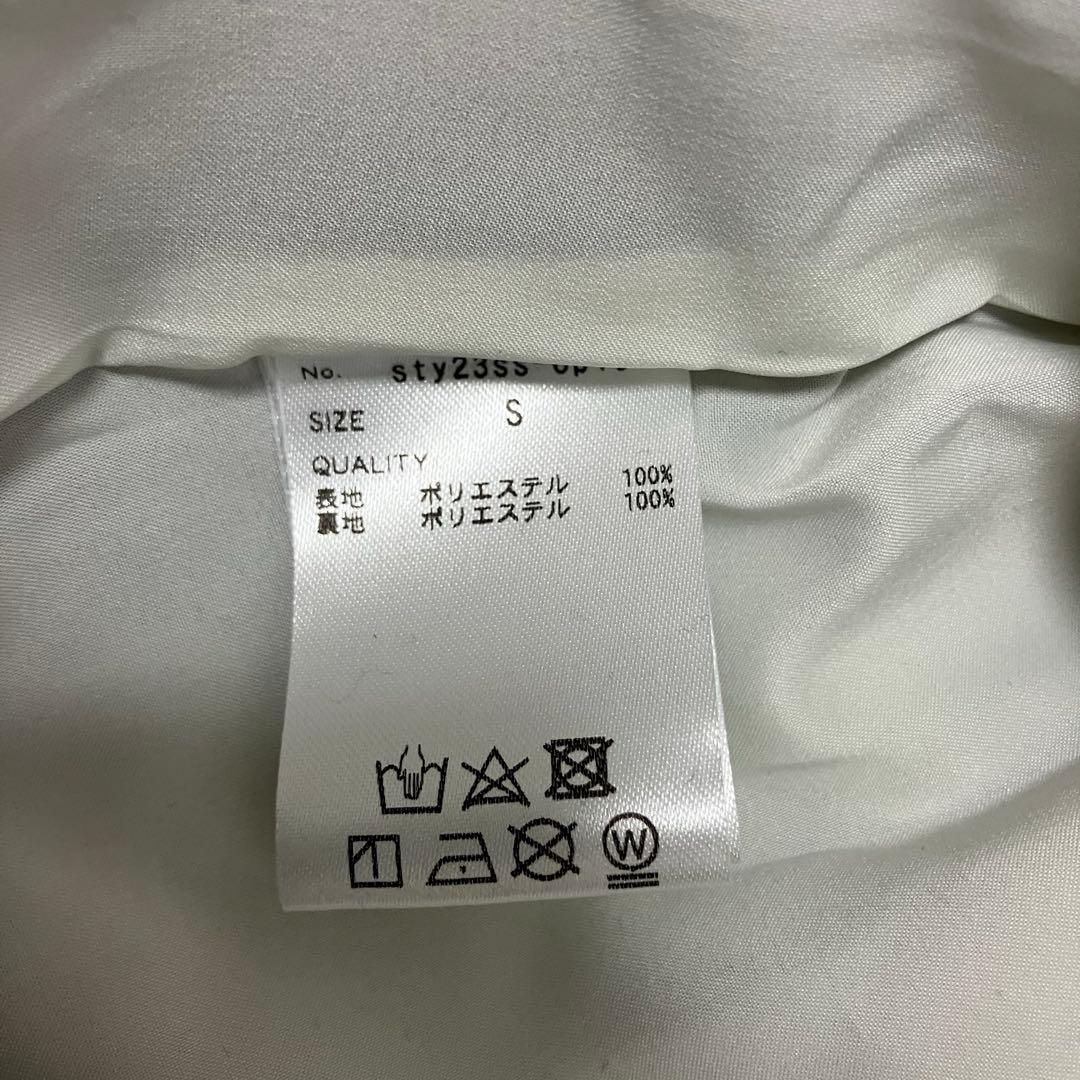 No. sty23ss
SIZE S
QUALITY
表地 ポリエステル 100%
裏地 ポリエステル 100%
W